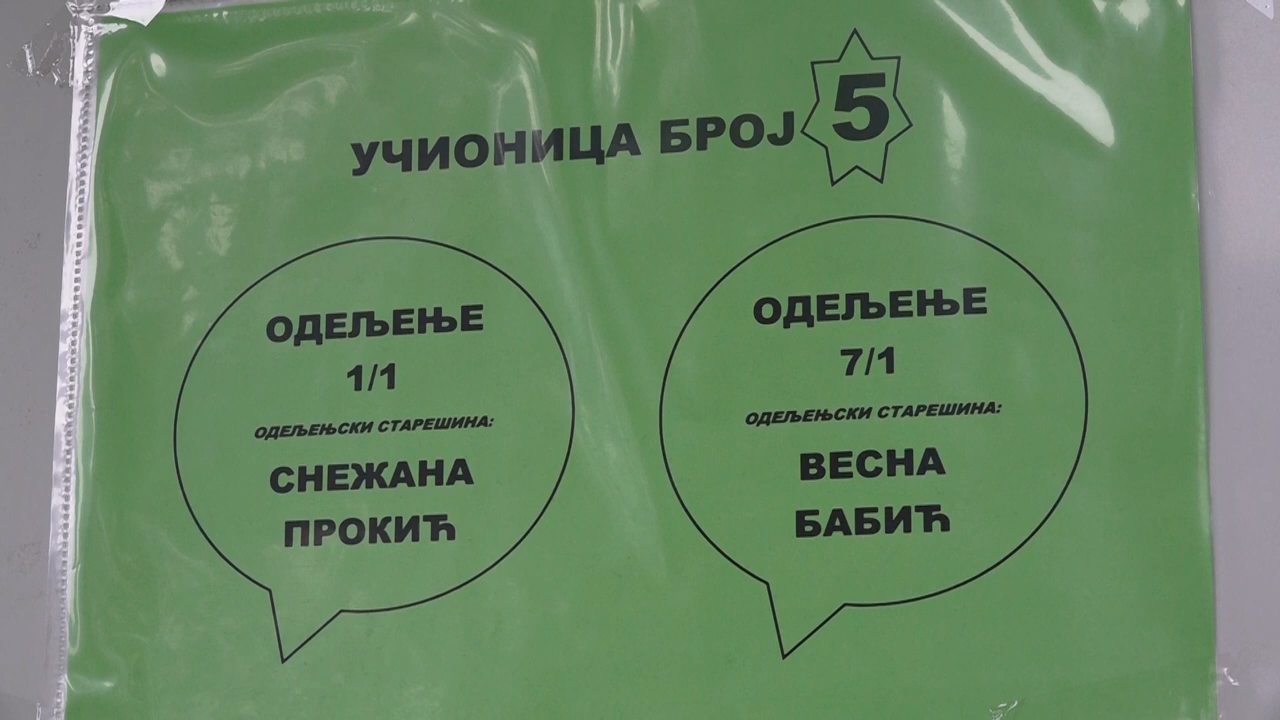 УЧИОНИЦА БРОЈ 5
ОДЕЉЕЊЕ
1/1
ОДЕЉЕЊСКИ СТАРЕШИНА:
СНЕЖАНА
ПРОКИЋ
ОДЕЉЕЊЕ
7/1
ОДЕЉЕЊСКИ СТАРЕШИНА:
ВЕСНА
БАБИЋ